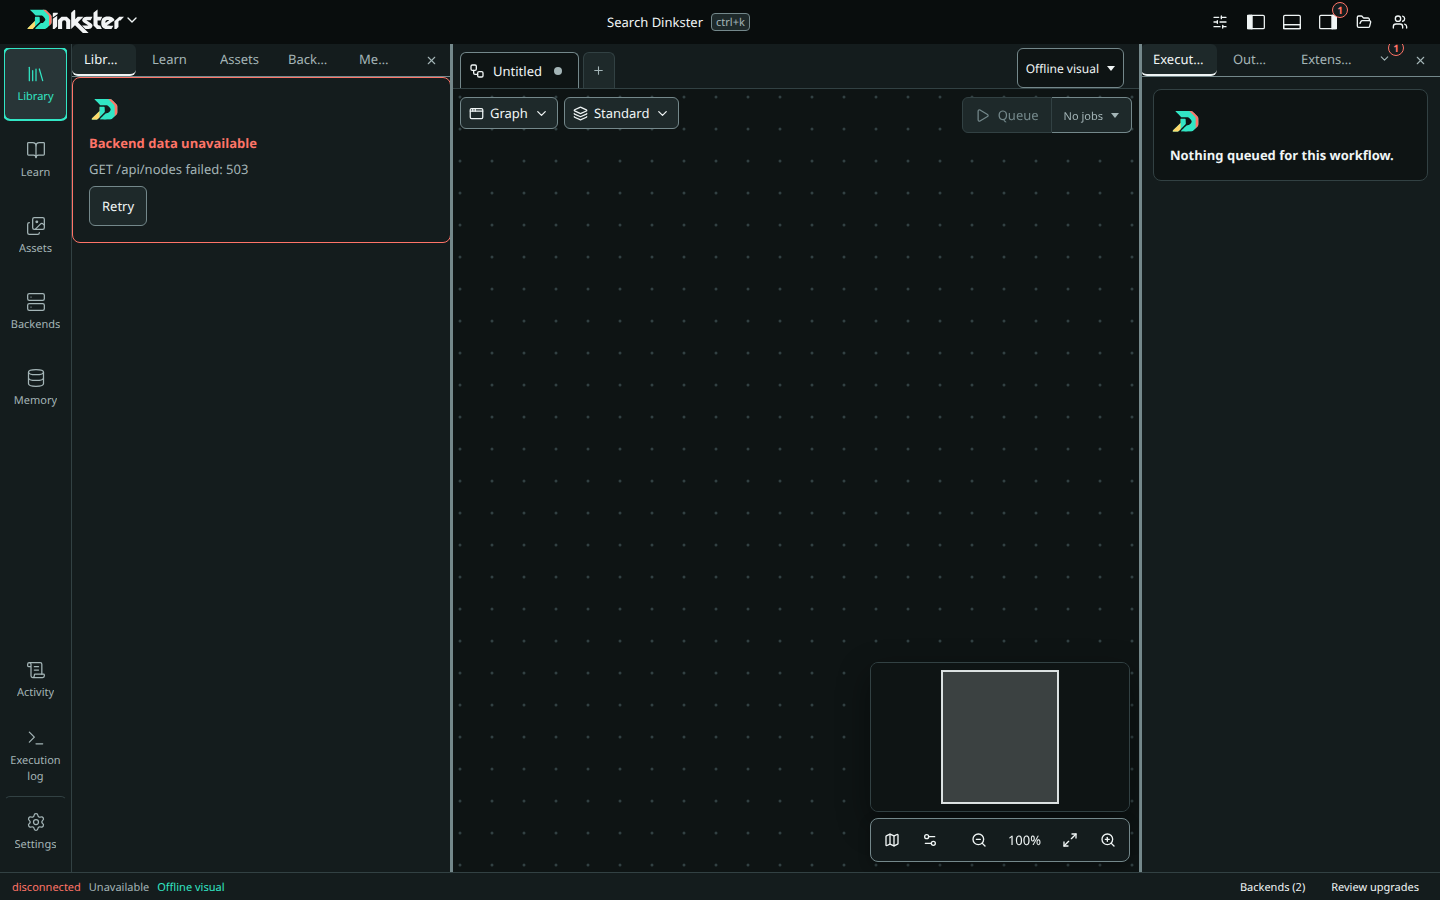 Dinkster
Search Dinkster ctrl+k
1
Library
Learn
Assets
Backends
Memory
Activity
Execution
log
Settings
Libr... Learn Assets Back... Me...
Backend data unavailable
GET /api/nodes failed: 503
Retry
Untitled
Offline visual
Graph Standard
Queue No jobs
100%
Execut... Out... Extens... 1
Nothing queued for this workflow.
disconnected Unavailable Offline visual
Backends (2) Review upgrades